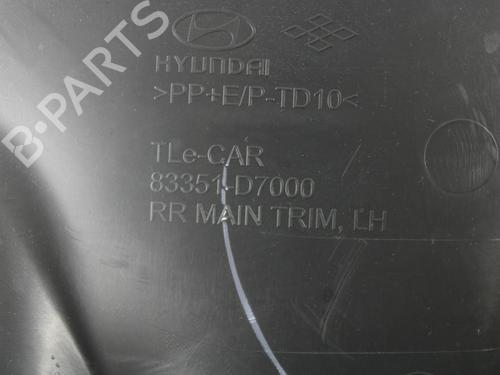 HYUNDAI
>PP+E/P-TD10<
TLe-CAR
83351-D7000
RR MAIN TRIM, LH
B-PARTS